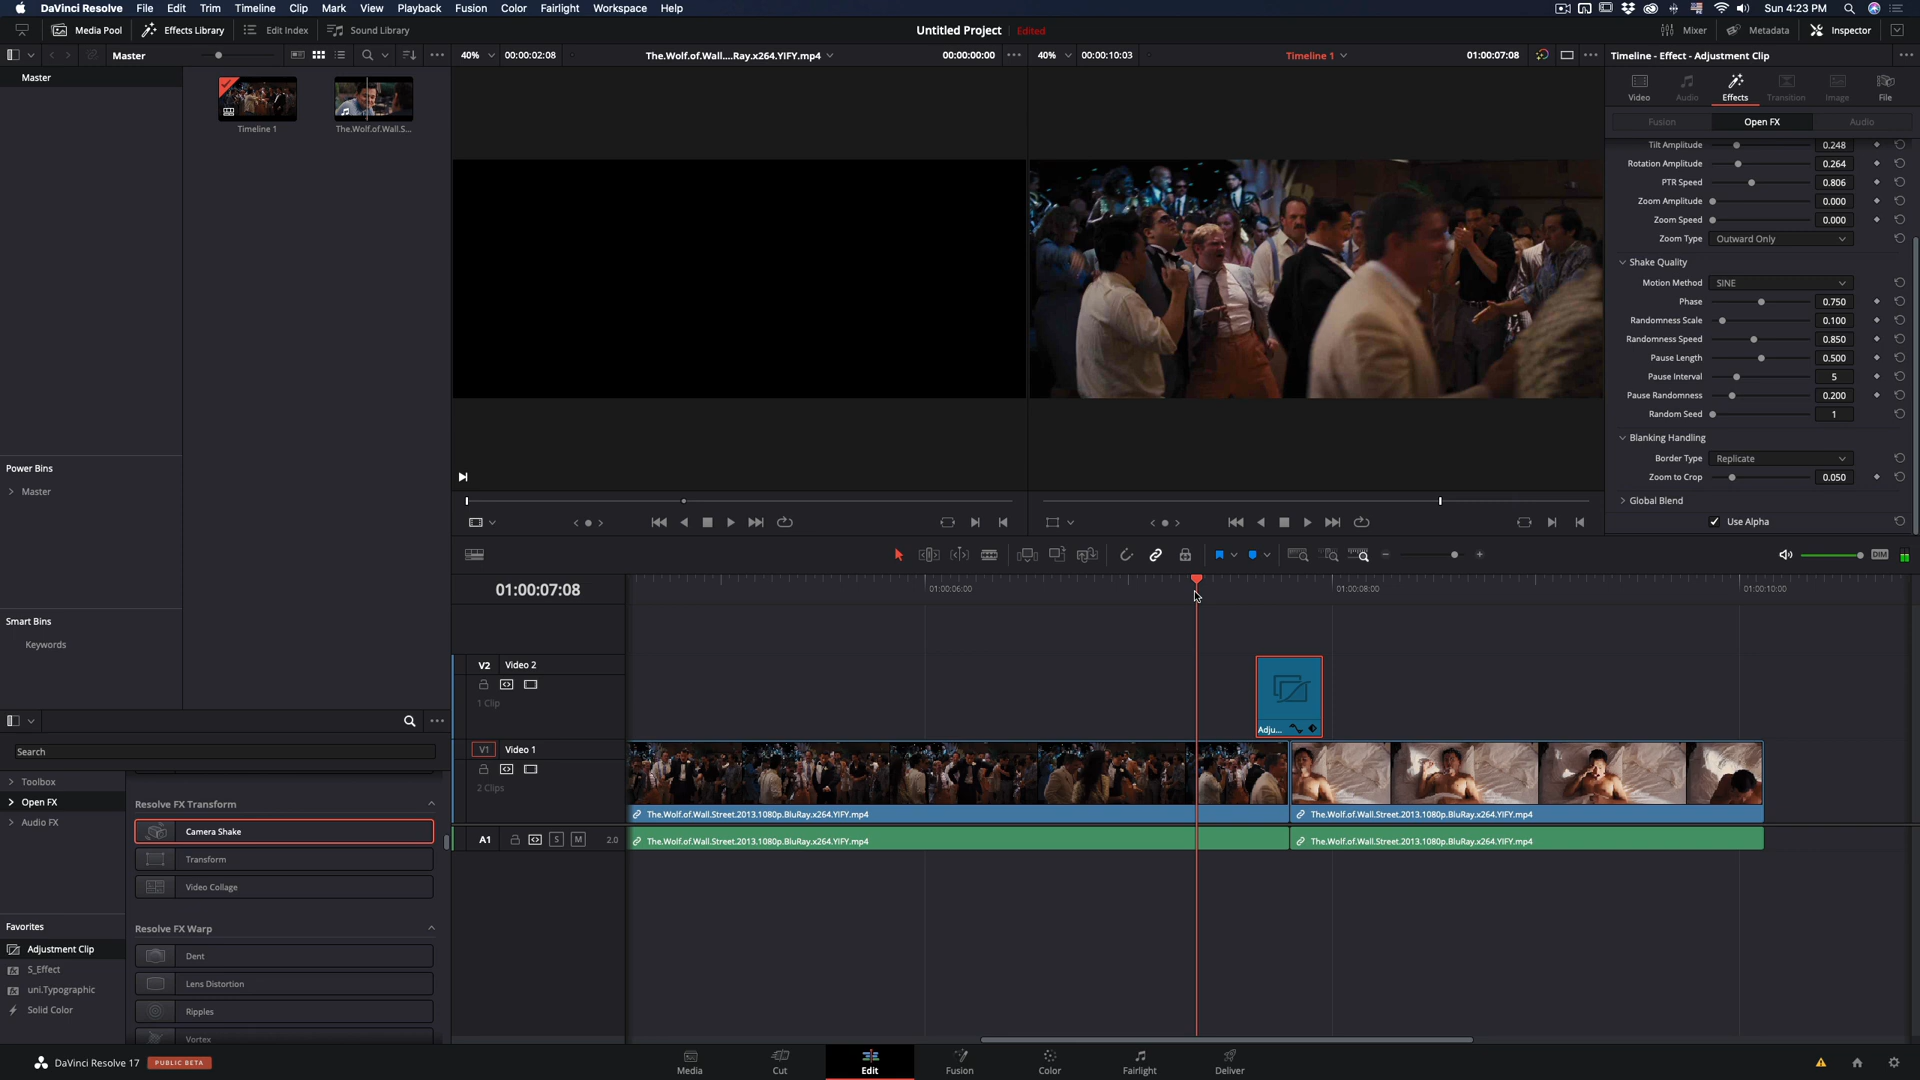 DaVinci Resolve File Edit Trim Timeline Clip Mark View Playback Fusion Color Fairlight Workspace Help Sun 4:23 PM
Media Pool Effects Library Edit Index Sound Library Untitled Project Edited Mixer Metadata Inspector
Master 40% 00:00:02:08 The.Wolf.of.Wall....Ray.x264.YIFY.mp4 00:00:00:00 40% 00:00:10:03 Timeline 1 01:00:07:08 Timeline - Effect - Adjustment Clip
Master
Timeline 1 The.Wolf.of.Wall.S...
Video Audio Effects Transition Image File
Fusion Open FX Audio
Tilt Amplitude 0.248
Rotation Amplitude 0.264
PTR Speed 0.806
Zoom Amplitude 0.000
Zoom Speed 0.000
Zoom Type Outward Only
Shake Quality
Motion Method SINE
Phase 0.750
Randomness Scale 0.100
Randomness Speed 0.850
Pause Length 0.500
Pause Interval 5
Pause Randomness 0.200
Random Seed 1
Blanking Handling
Border Type Replicate
Zoom to Crop 0.050
Global Blend
Use Alpha
Power Bins
Master
Smart Bins
Keywords
DIM
01:00:07:08 01:00:06:00 01:00:08:00 01:00:10:00
V2 Video 2
1 Clip
Adju...
V1 Video 1
2 Clips
The.Wolf.of.Wall.Street.2013.1080p.BluRay.x264.YIFY.mp4 The.Wolf.of.Wall.Street.2013.1080p.BluRay.x264.YIFY.mp4
A1 S M 2.0 The.Wolf.of.Wall.Street.2013.1080p.BluRay.x264.YIFY.mp4 The.Wolf.of.Wall.Street.2013.1080p.BluRay.x264.YIFY.mp4
Search
Toolbox
Open FX
Audio FX
Resolve FX Transform
Camera Shake
Transform
Video Collage
Resolve FX Warp
Dent
Lens Distortion
Ripples
Vortex
Favorites
Adjustment Clip
S_Effect
uni.Typographic
Solid Color
DaVinci Resolve 17 PUBLIC BETA
Media Cut Edit Fusion Color Fairlight Deliver